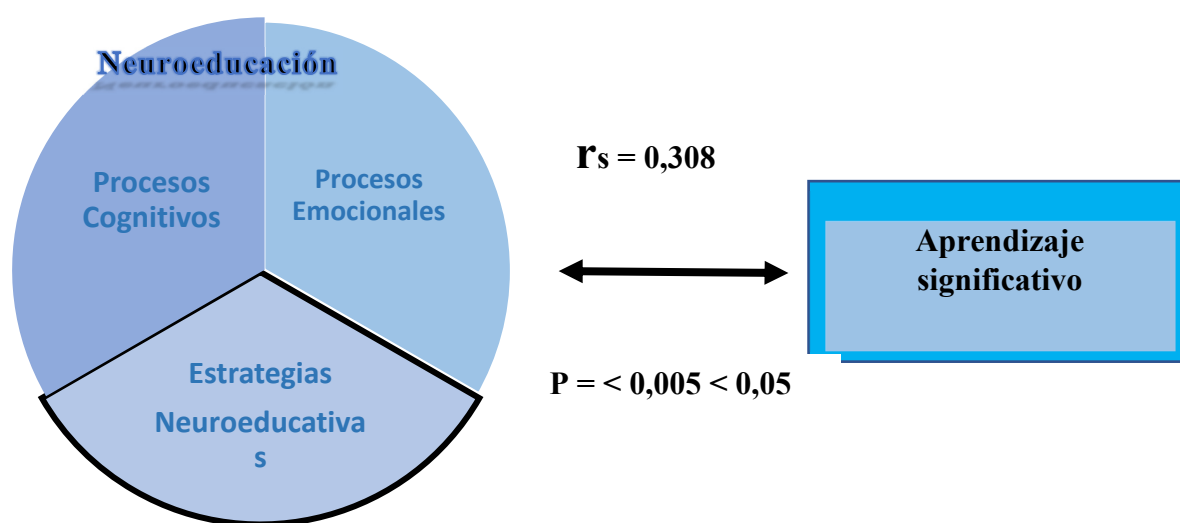 Neuroeducación
Procesos
Cognitivos
Procesos
Emocionales
Estrategias
Neuroeducativa
s
rs = 0,308
P = < 0,005 < 0,05
Aprendizaje
significativo